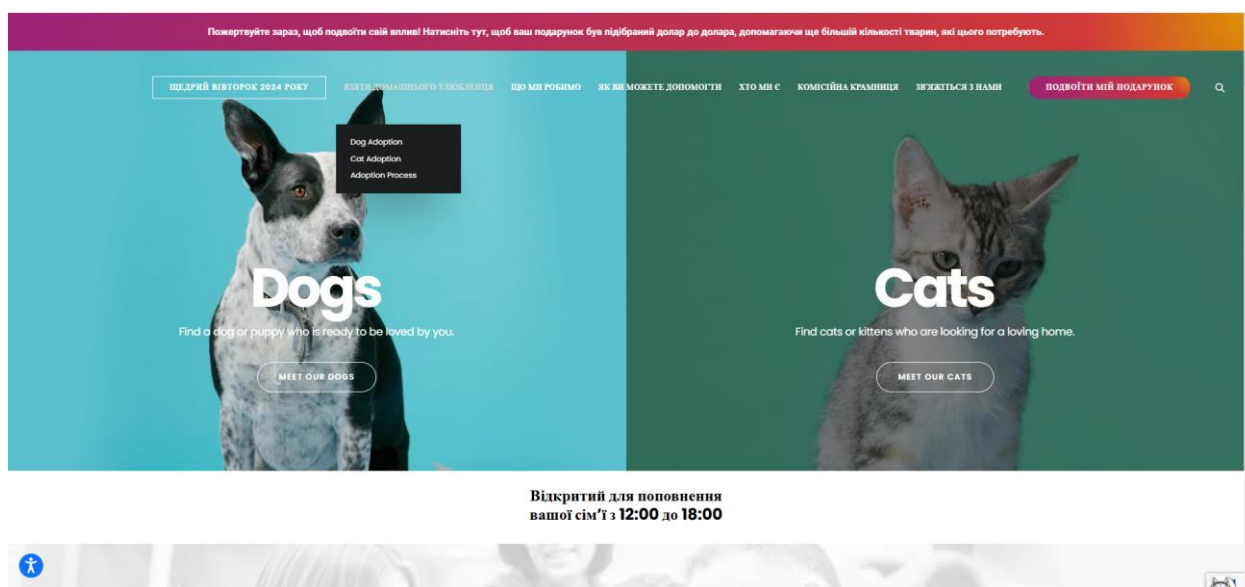 Пожертвуйте зараз, щоб подвоїти свій вплив! Натисніть тут, щоб ваш подарунок був підібраний долар до долара, допомагаючи ще більшій кількості тварин, які цього потребують.
ЩЕДРИЙ ВІВТОРОК 2024 РОКУ
ВЗЯТИ ДОМАШНЬОГО УЛЮБЛЕНЦЯ
ЩО МИ РОБИМО
ЯК ВИ МОЖЕТЕ ДОПОМОГТИ
ХТО МИ Є
КОМІСІЙНА КРАМНИЦЯ
ЗВ'ЯЖІТЬСЯ З НАМИ
ПОДВОЇТИ МІЙ ПОДАРУНОК
Dog Adoption
Cat Adoption
Adoption Process
Dogs
Find a dog or puppy who is ready to be loved by you.
MEET OUR DOGS
Cats
Find cats or kittens who are looking for a loving home.
MEET OUR CATS
Відкритий для поповнення
вашої сім'ї з 12:00 до 18:00